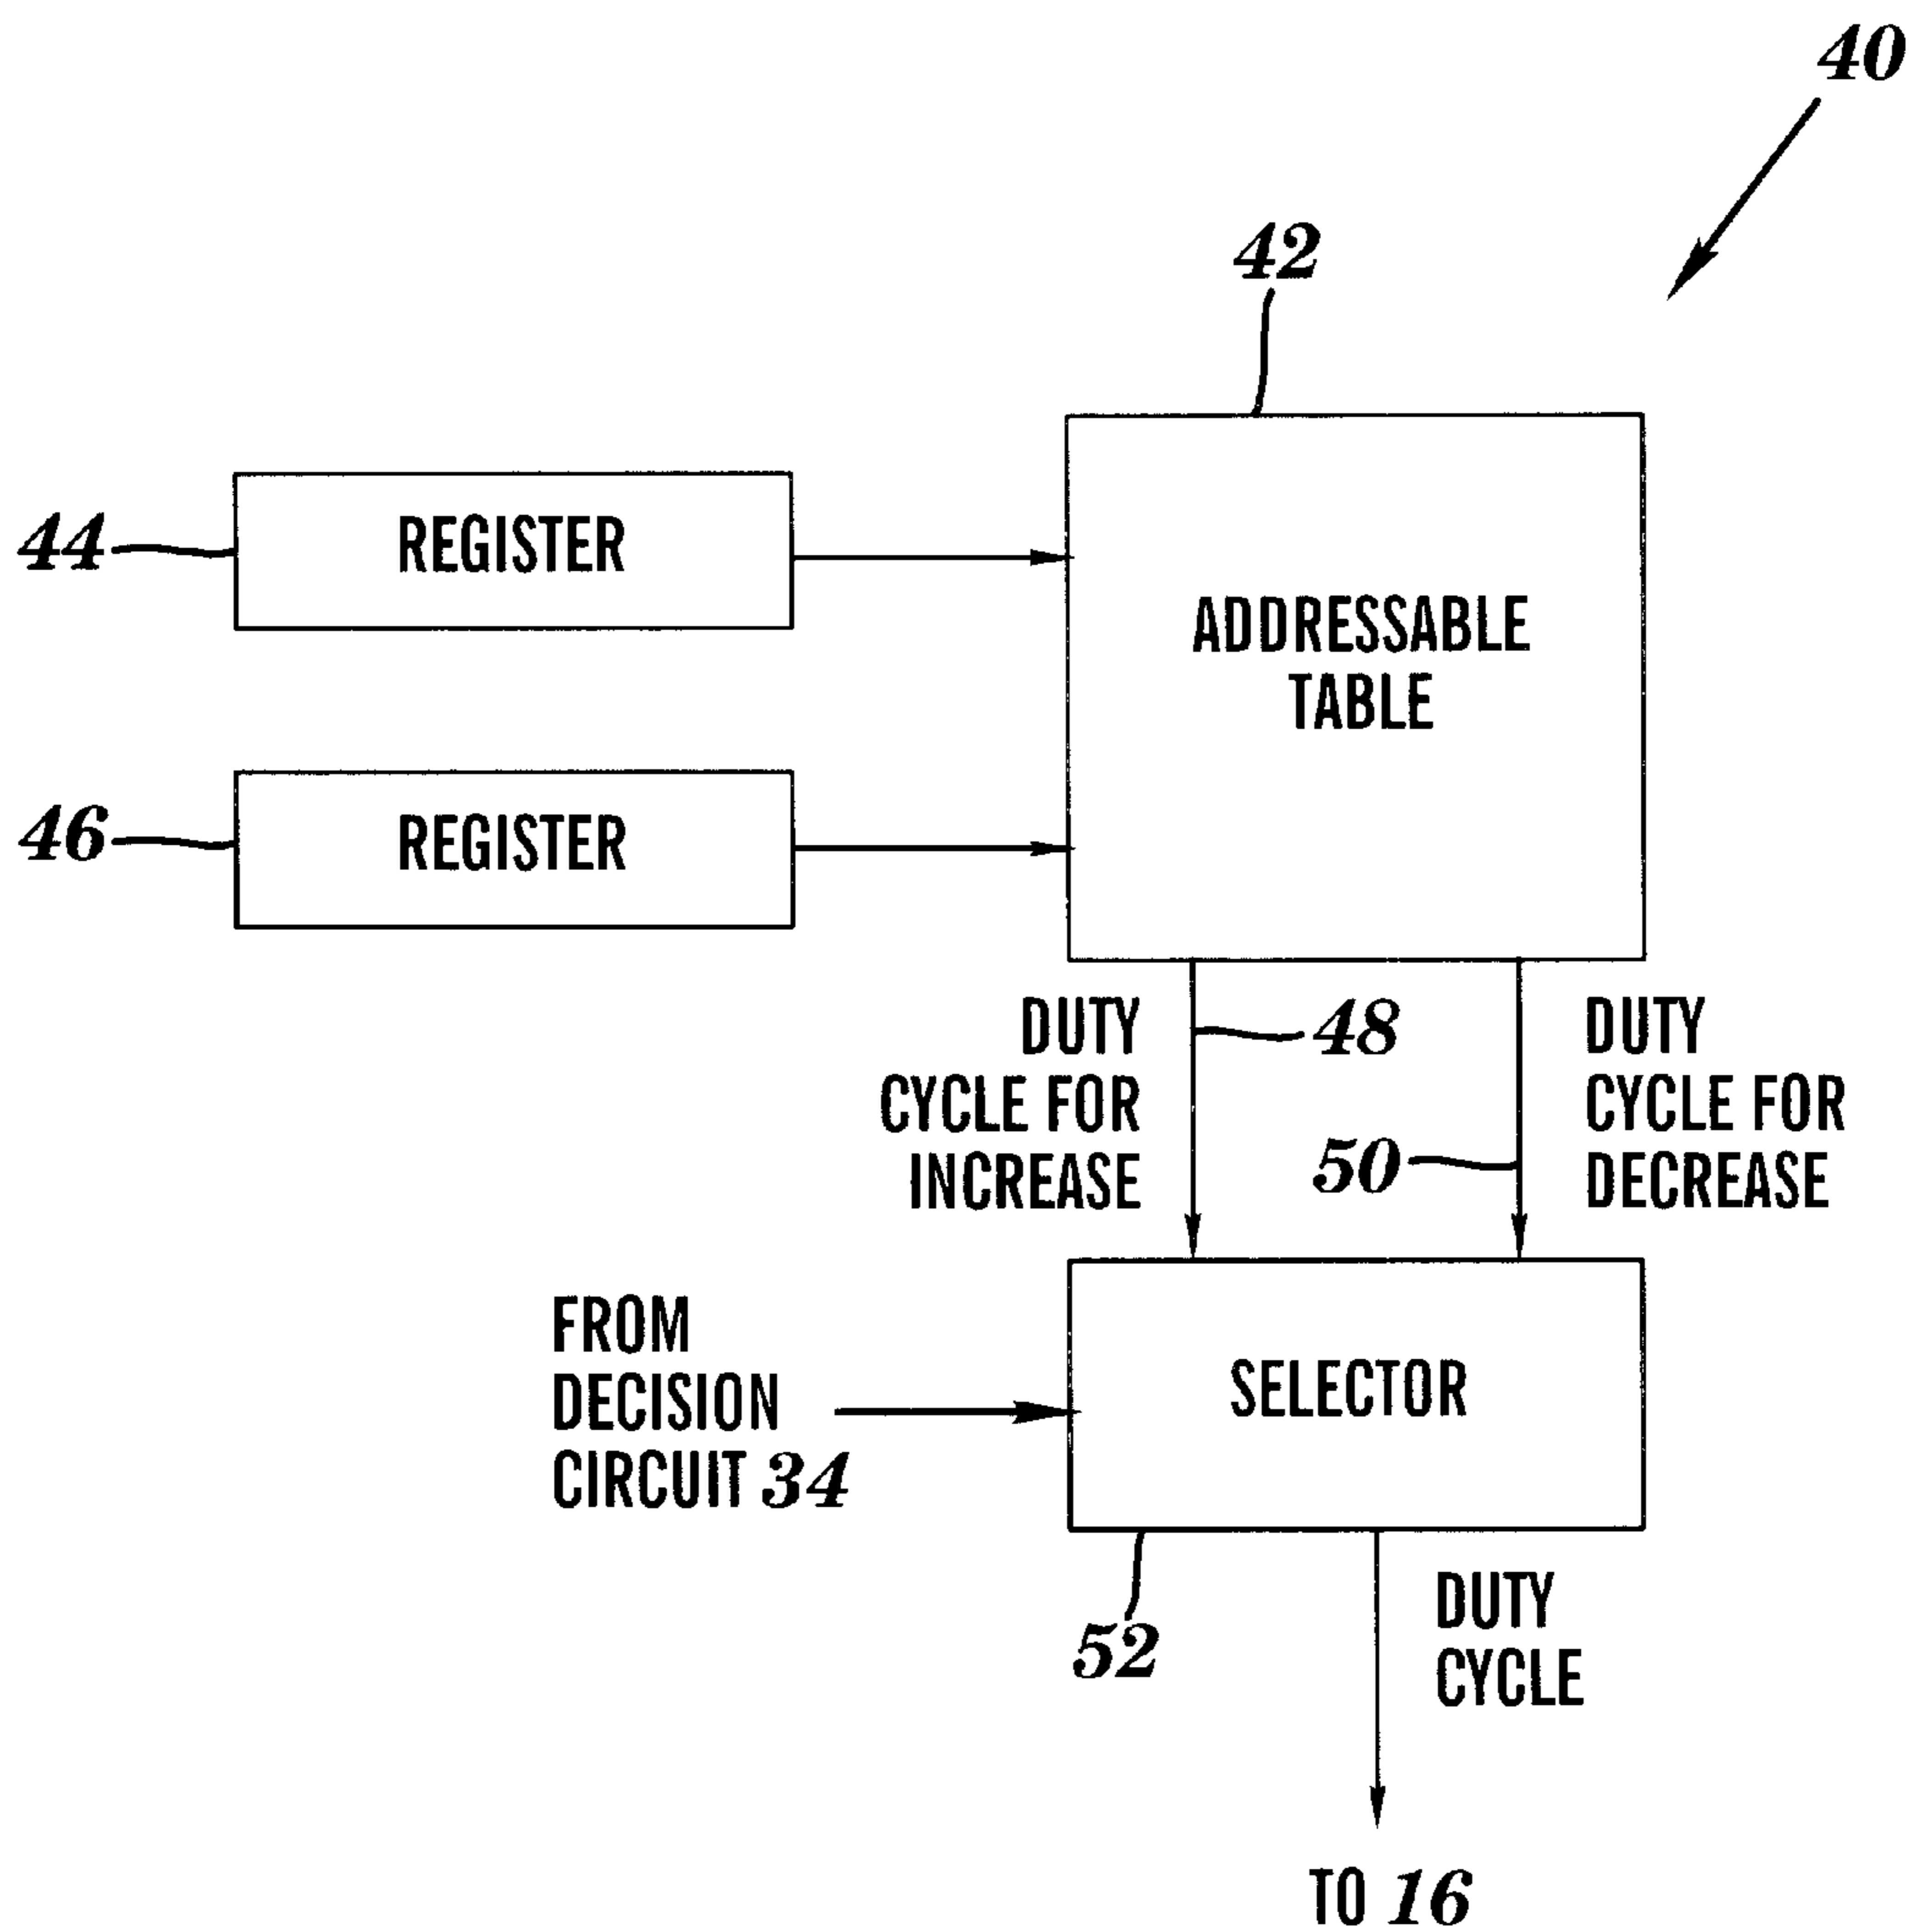 40
42
44
REGISTER
ADDRESSABLE
TABLE
46
REGISTER
DUTY
CYCLE FOR
INCREASE
48
50
DUTY
CYCLE FOR
DECREASE
FROM
DECISION
CIRCUIT 34
SELECTOR
52
DUTY
CYCLE
TO 16